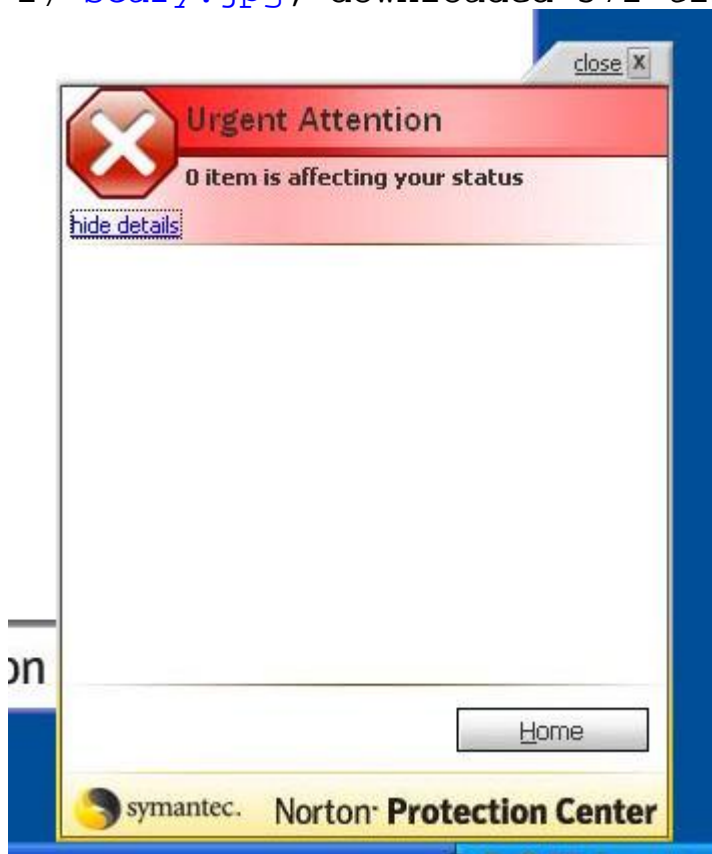 close X
Urgent Attention
0 item is affecting your status
hide details
on
Home
symantec. Norton· Protection Center